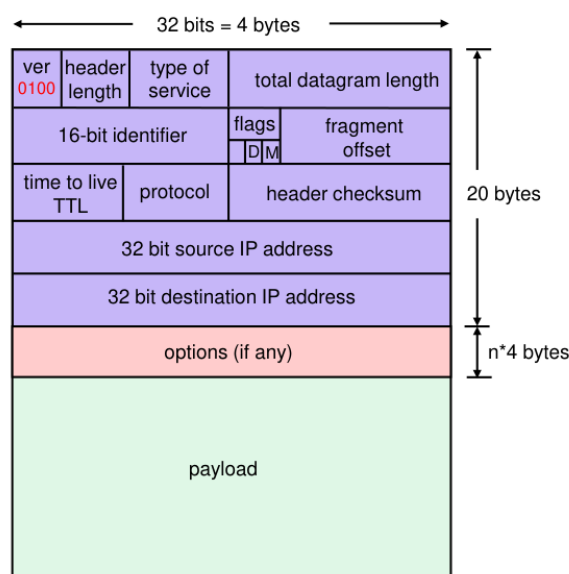 32 bits = 4 bytes
ver
0100
header
length
type of
service
total datagram length
16-bit identifier
flags
D M
fragment
offset
time to live
TTL
protocol
header checksum
20 bytes
32 bit source IP address
32 bit destination IP address
options (if any)
n*4 bytes
payload